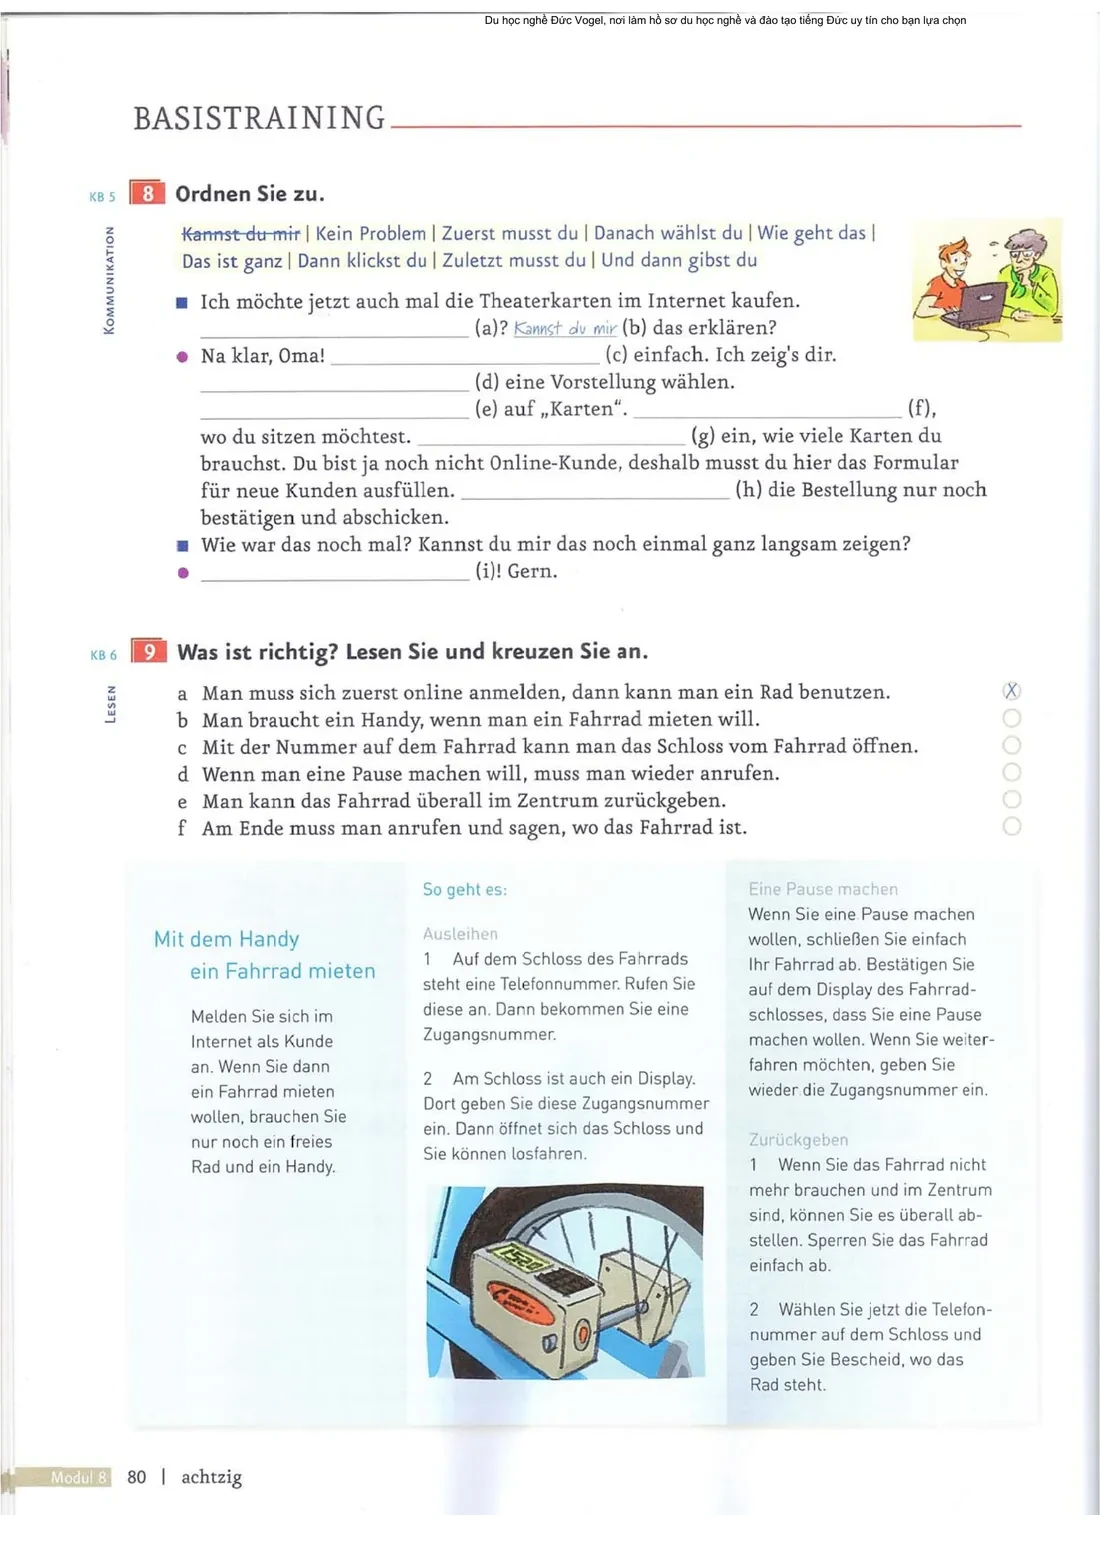 Du học nghề Đức Vogel, nơi làm hồ sơ du học nghề và đào tạo tiếng Đức uy tín cho bạn lựa chọn
BASISTRAINING
KB 5 8 Ordnen Sie zu.
KOMMUNIKATION
Kannst du mir | Kein Problem | Zuerst musst du | Danach wählst du | Wie geht das |
Das ist ganz | Dann klickst du | Zuletzt musst du | Und dann gibst du
■ Ich möchte jetzt auch mal die Theaterkarten im Internet kaufen.
(a)? Kannst du mir (b) das erklären?
● Na klar, Oma! (c) einfach. Ich zeig's dir.
(d) eine Vorstellung wählen.
(e) auf „Karten“. (f),
wo du sitzen möchtest. (g) ein, wie viele Karten du
brauchst. Du bist ja noch nicht Online-Kunde, deshalb musst du hier das Formular
für neue Kunden ausfüllen. (h) die Bestellung nur noch
bestätigen und abschicken.
■ Wie war das noch mal? Kannst du mir das noch einmal ganz langsam zeigen?
● (i)! Gern.
KB 6 9 Was ist richtig? Lesen Sie und kreuzen Sie an.
LESEN
a Man muss sich zuerst online anmelden, dann kann man ein Rad benutzen. X
b Man braucht ein Handy, wenn man ein Fahrrad mieten will.
c Mit der Nummer auf dem Fahrrad kann man das Schloss vom Fahrrad öffnen.
d Wenn man eine Pause machen will, muss man wieder anrufen.
e Man kann das Fahrrad überall im Zentrum zurückgeben.
f Am Ende muss man anrufen und sagen, wo das Fahrrad ist.
Mit dem Handy
ein Fahrrad mieten
Melden Sie sich im
Internet als Kunde
an. Wenn Sie dann
ein Fahrrad mieten
wollen, brauchen Sie
nur noch ein freies
Rad und ein Handy.
So geht es:
Ausleihen
1 Auf dem Schloss des Fahrrads
steht eine Telefonnummer. Rufen Sie
diese an. Dann bekommen Sie eine
Zugangsnummer.
2 Am Schloss ist auch ein Display.
Dort geben Sie diese Zugangsnummer
ein. Dann öffnet sich das Schloss und
Sie können losfahren.
Eine Pause machen
Wenn Sie eine Pause machen
wollen, schließen Sie einfach
Ihr Fahrrad ab. Bestätigen Sie
auf dem Display des Fahrrad-
schlosses, dass Sie eine Pause
machen wollen. Wenn Sie weiter-
fahren möchten, geben Sie
wieder die Zugangsnummer ein.
Zurückgeben
1 Wenn Sie das Fahrrad nicht
mehr brauchen und im Zentrum
sind, können Sie es überall ab-
stellen. Sperren Sie das Fahrrad
einfach ab.
2 Wählen Sie jetzt die Telefon-
nummer auf dem Schloss und
geben Sie Bescheid, wo das
Rad steht.
Modul 8 80 | achtzig